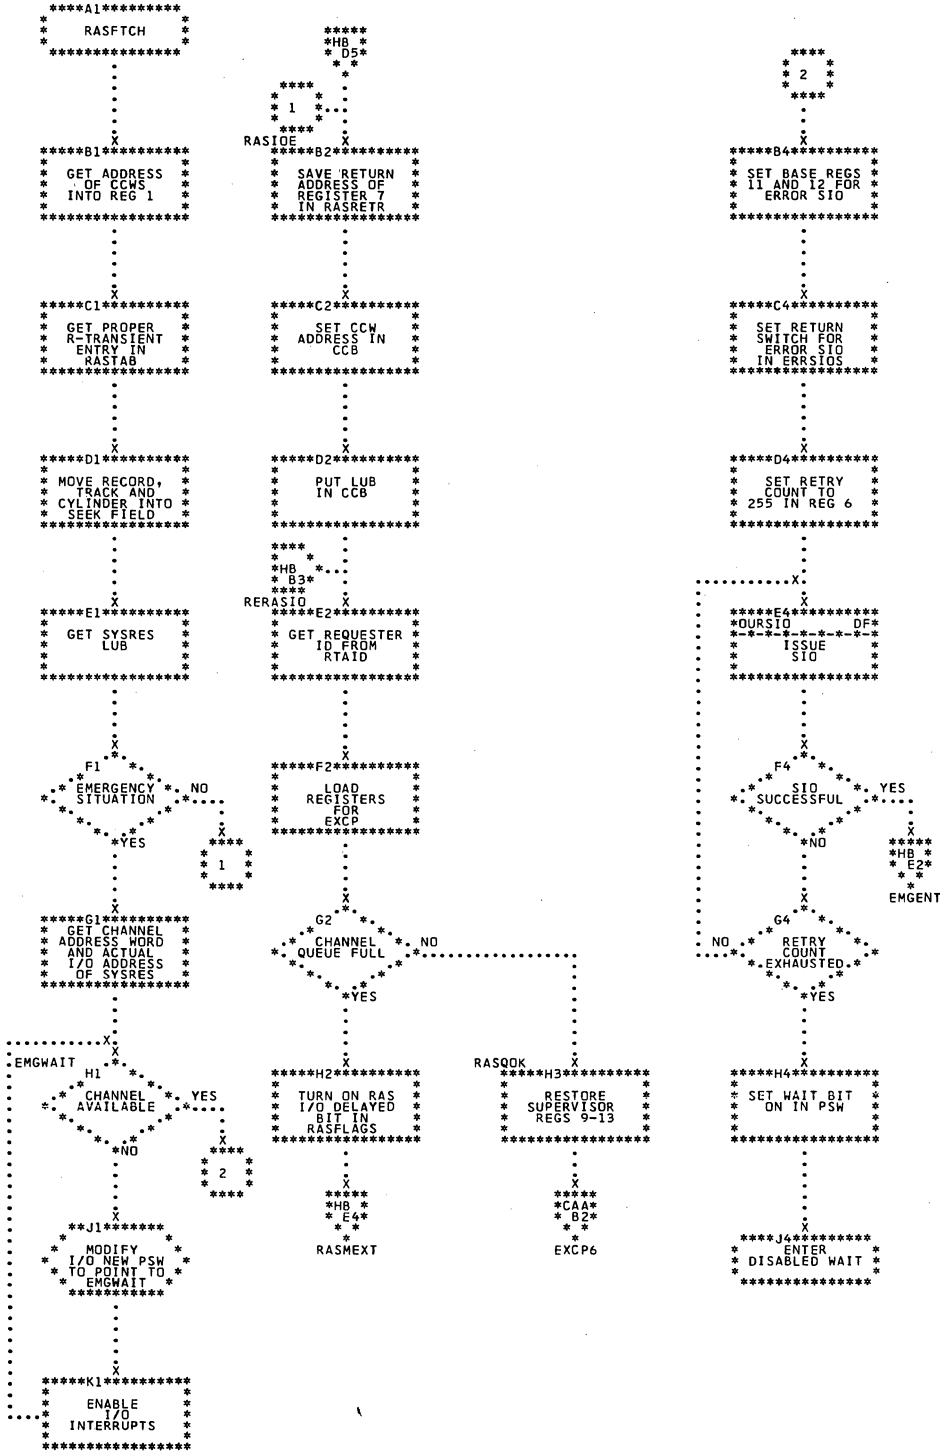 A1
RASFTCH
B1
GET ADDRESS
OF CCWS
INTO REG 1
C1
GET PROPER
R-TRANSIENT
ENTRY IN
RASTAB
D1
MOVE RECORD,
TRACK AND
CYLINDER INTO
SEEK FIELD
E1
GET SYSRES
LUB
F1
EMERGENCY
SITUATION
NO
YES
1
G1
GET CHANNEL
ADDRESS WORD
AND ACTUAL
I/O ADDRESS
OF SYSRES
EMGWAIT
H1
CHANNEL
AVAILABLE
YES
NO
2
J1
MODIFY
I/O NEW PSW
TO POINT TO
EMGWAIT
K1
ENABLE
I/O
INTERRUPTS
HB
D5
1
RASIOE
B2
SAVE RETURN
ADDRESS OF
REGISTER 7
IN RASRETR
C2
SET CCW
ADDRESS IN
CCB
D2
PUT LUB
IN CCB
HB
B3
RERASIO
E2
GET REQUESTER
ID FROM
RTAID
F2
LOAD
REGISTERS
FOR
EXCP
G2
CHANNEL
QUEUE FULL
NO
YES
H2
TURN ON RAS
I/O DELAYED
BIT IN
RASFLAGS
HB
E4
RASMEXT
RASQOK
H3
RESTORE
SUPERVISOR
REGS 9-13
CAA
B2
EXCP6
2
B4
SET BASE REGS
11 AND 12 FOR
ERROR SIO
C4
SET RETURN
SWITCH FOR
ERROR SIO
IN ERRSIOS
D4
SET RETRY
COUNT TO
255 IN REG 6
E4
OURSIO DF
ISSUE
SIO
F4
SIO
SUCCESSFUL
YES
NO
HB
E2
EMGENT
G4
RETRY
COUNT
EXHAUSTED
NO
YES
H4
SET WAIT BIT
ON IN PSW
J4
ENTER
DISABLED WAIT